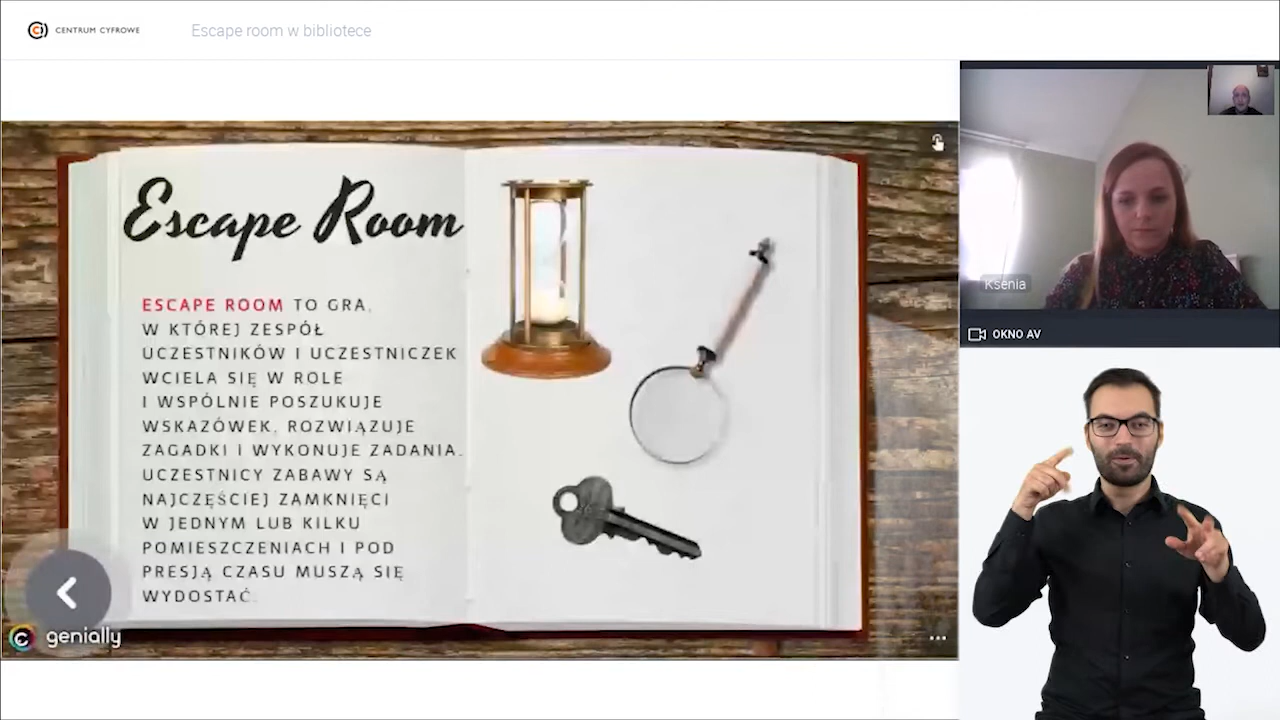 CENTRUM CYFROWE
Escape room w bibliotece
Escape Room
ESCAPE ROOM TO GRA,
W KTÓREJ ZESPÓŁ
UCZESTNIKÓW I UCZESTNICZEK
WCIELA SIĘ W ROLE
I WSPÓLNIE POSZUKUJE
WSKAZÓWEK, ROZWIĄZUJE
ZAGADKI I WYKONUJE ZADANIA.
UCZESTNICY ZABAWY SĄ
NAJCZĘŚCIEJ ZAMKNIĘCI
W JEDNYM LUB KILKU
POMIESZCZENIACH I POD
PRESJĄ CZASU MUSZĄ SIĘ
WYDOSTAĆ.
genially
Ksenia
OKNO AV